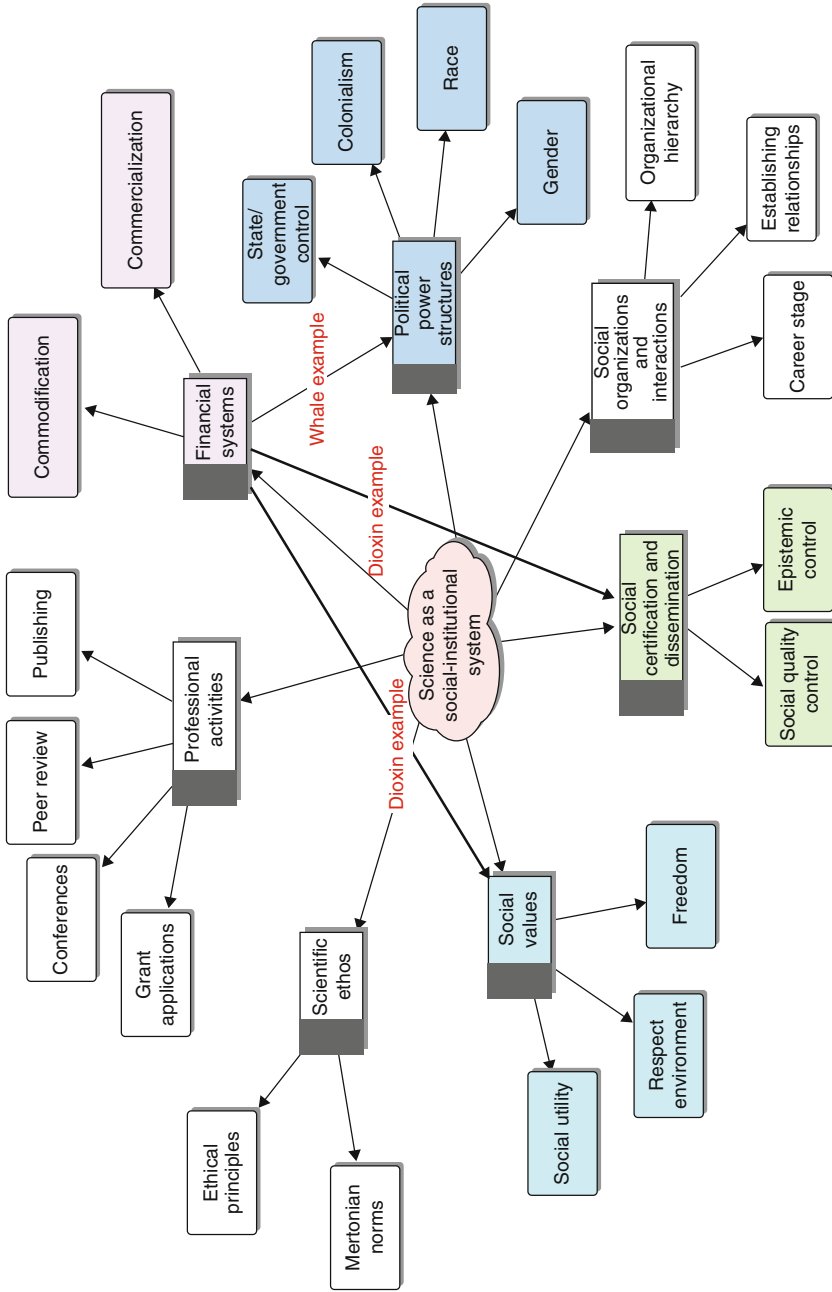 Conferences
Peer review
Publishing
Commodification
Commercialization
Grant
applications
Professional
activities
Financial
systems
State/
government
control
Colonialism
Race
Ethical
principles
Mertonian
norms
Scientific
ethos
Dioxin example
Dioxin example
Whale example
Political
power
structures
Gender
Science as a
social-institutional
system
Social
values
Social utility
Respect
environment
Freedom
Social
certification and
dissemination
Social quality
control
Epistemic
control
Social
organizations
and
interactions
Career stage
Establishing
relationships
Organizational
hierarchy